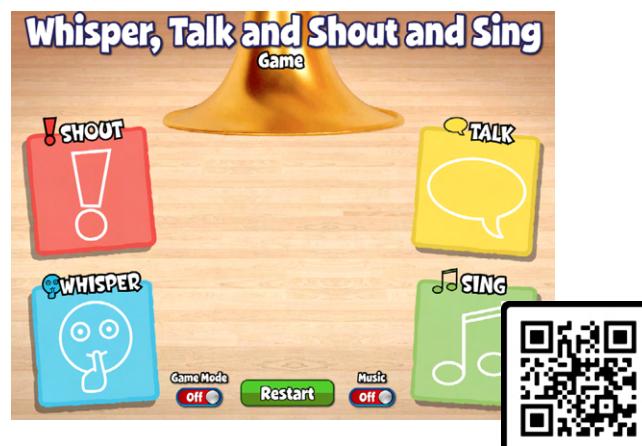 Whisper, Talk and Shout and Sing
Game
SHOUT
TALK
WHISPER
SING
Game Mode
Off
Restart
Music
Off